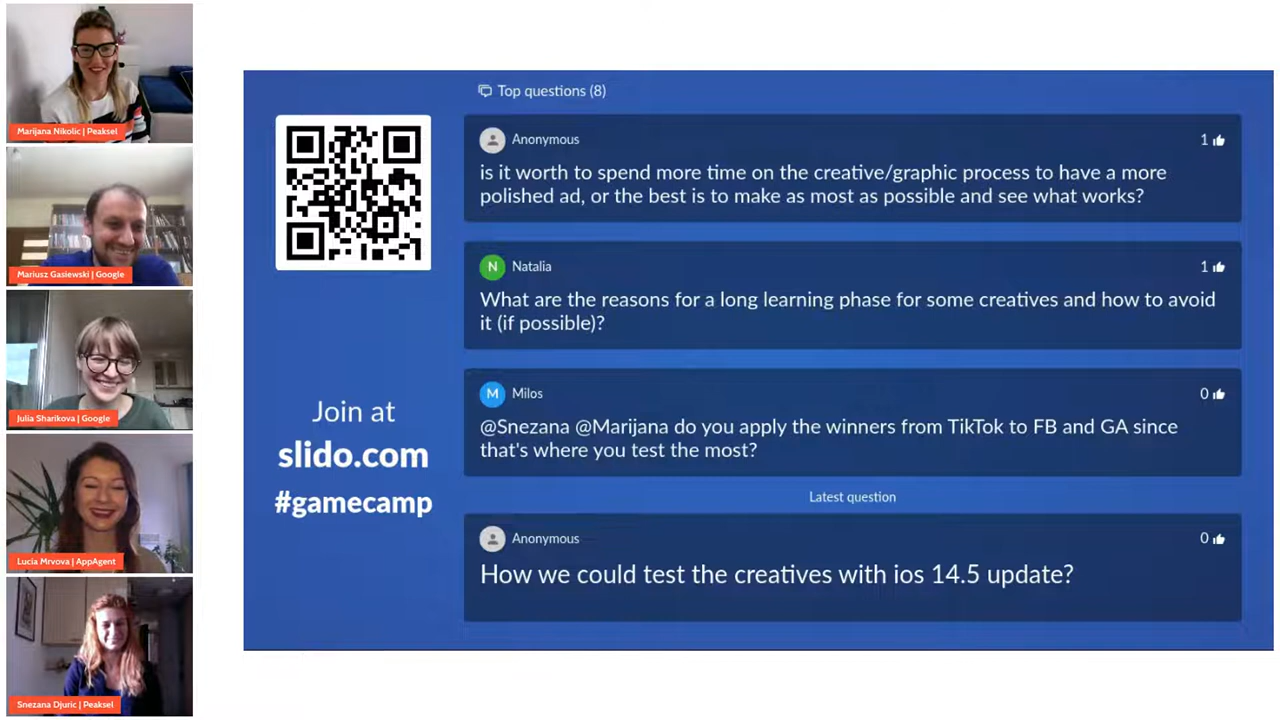 Marijana Nikolic | Peaksel
Mariusz Gasiewski | Google
Julia Sharikova | Google
Lucia Mrvova | AppAgent
Snezana Djuric | Peaksel
Join at
slido.com
#gamecamp
Top questions (8)
Anonymous
1
is it worth to spend more time on the creative/graphic process to have a more
polished ad, or the best is to make as most as possible and see what works?
N
Natalia
1
What are the reasons for a long learning phase for some creatives and how to avoid
it (if possible)?
M
Milos
0
@Snezana @Marijana do you apply the winners from TikTok to FB and GA since
that's where you test the most?
Latest question
Anonymous
0
How we could test the creatives with ios 14.5 update?